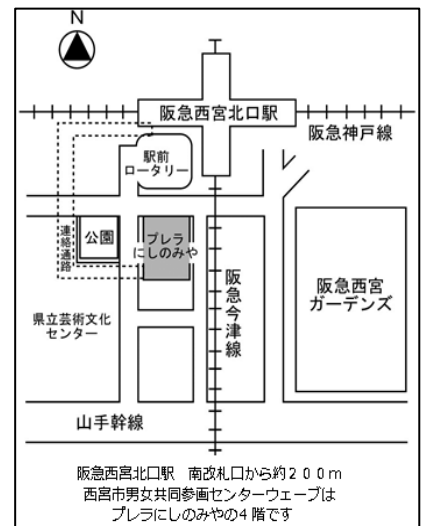 N
阪急西宮北口駅
阪急神戸線
駅前
ロータリー
連絡通路
公園
プレラ
にしのみや
阪急今津線
阪急西宮
ガーデンズ
県立芸術文化
センター
山手幹線
阪急西宮北口駅 南改札口から約200m
西宮市男女共同参画センターウェーブは
プレラにしのみやの4階です